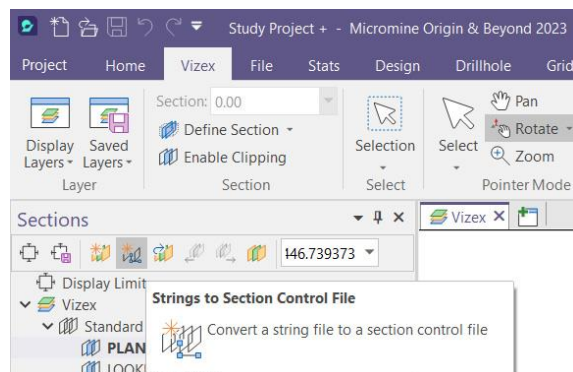 Study Project + - Micromine Origin & Beyond 2023
Project Home Vizex File Stats Design Drillhole Grid
Section: 0.00
Define Section
Enable Clipping
Display Layers
Saved Layers
Selection
Select
Pan
Rotate
Zoom
Layer Section Select Pointer Mode
Sections
Vizex
146.739373
Display Limit
Vizex
Standard
PLAN
LOOK
Strings to Section Control File
Convert a string file to a section control file